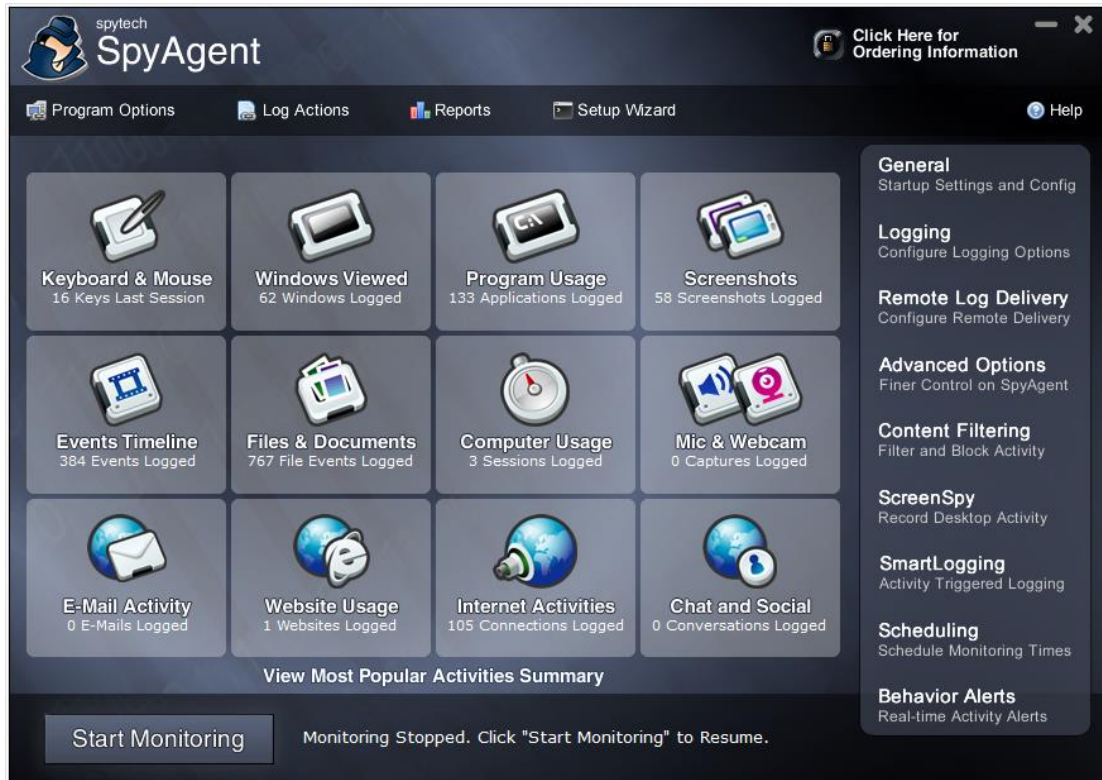 spytech
SpyAgent
Click Here for
Ordering Information
Program Options
Log Actions
Reports
Setup Wizard
Help
Keyboard & Mouse
16 Keys Last Session
Windows Viewed
62 Windows Logged
Program Usage
133 Applications Logged
Screenshots
58 Screenshots Logged
Events Timeline
384 Events Logged
Files & Documents
767 File Events Logged
Computer Usage
3 Sessions Logged
Mic & Webcam
0 Captures Logged
E-Mail Activity
0 E-Mails Logged
Website Usage
1 Websites Logged
Internet Activities
105 Connections Logged
Chat and Social
0 Conversations Logged
View Most Popular Activities Summary
General
Startup Settings and Config
Logging
Configure Logging Options
Remote Log Delivery
Configure Remote Delivery
Advanced Options
Finer Control on SpyAgent
Content Filtering
Filter and Block Activity
ScreenSpy
Record Desktop Activity
SmartLogging
Activity Triggered Logging
Scheduling
Schedule Monitoring Times
Behavior Alerts
Real-time Activity Alerts
Start Monitoring
Monitoring Stopped. Click "Start Monitoring" to Resume.